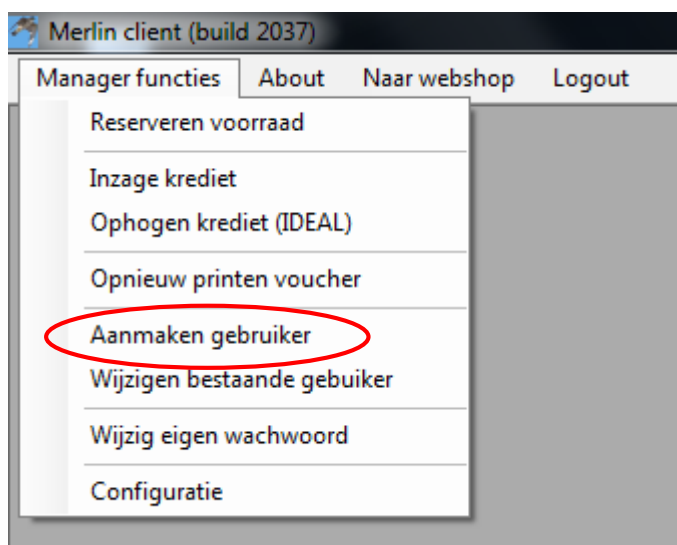 Merlin client (build 2037)
Manager functies About Naar webshop Logout
Reserveren voorraad
Inzage krediet
Ophogen krediet (IDEAL)
Opnieuw printen voucher
Aanmaken gebruiker
Wijzigen bestaande gebuiker
Wijzig eigen wachwoord
Configuratie